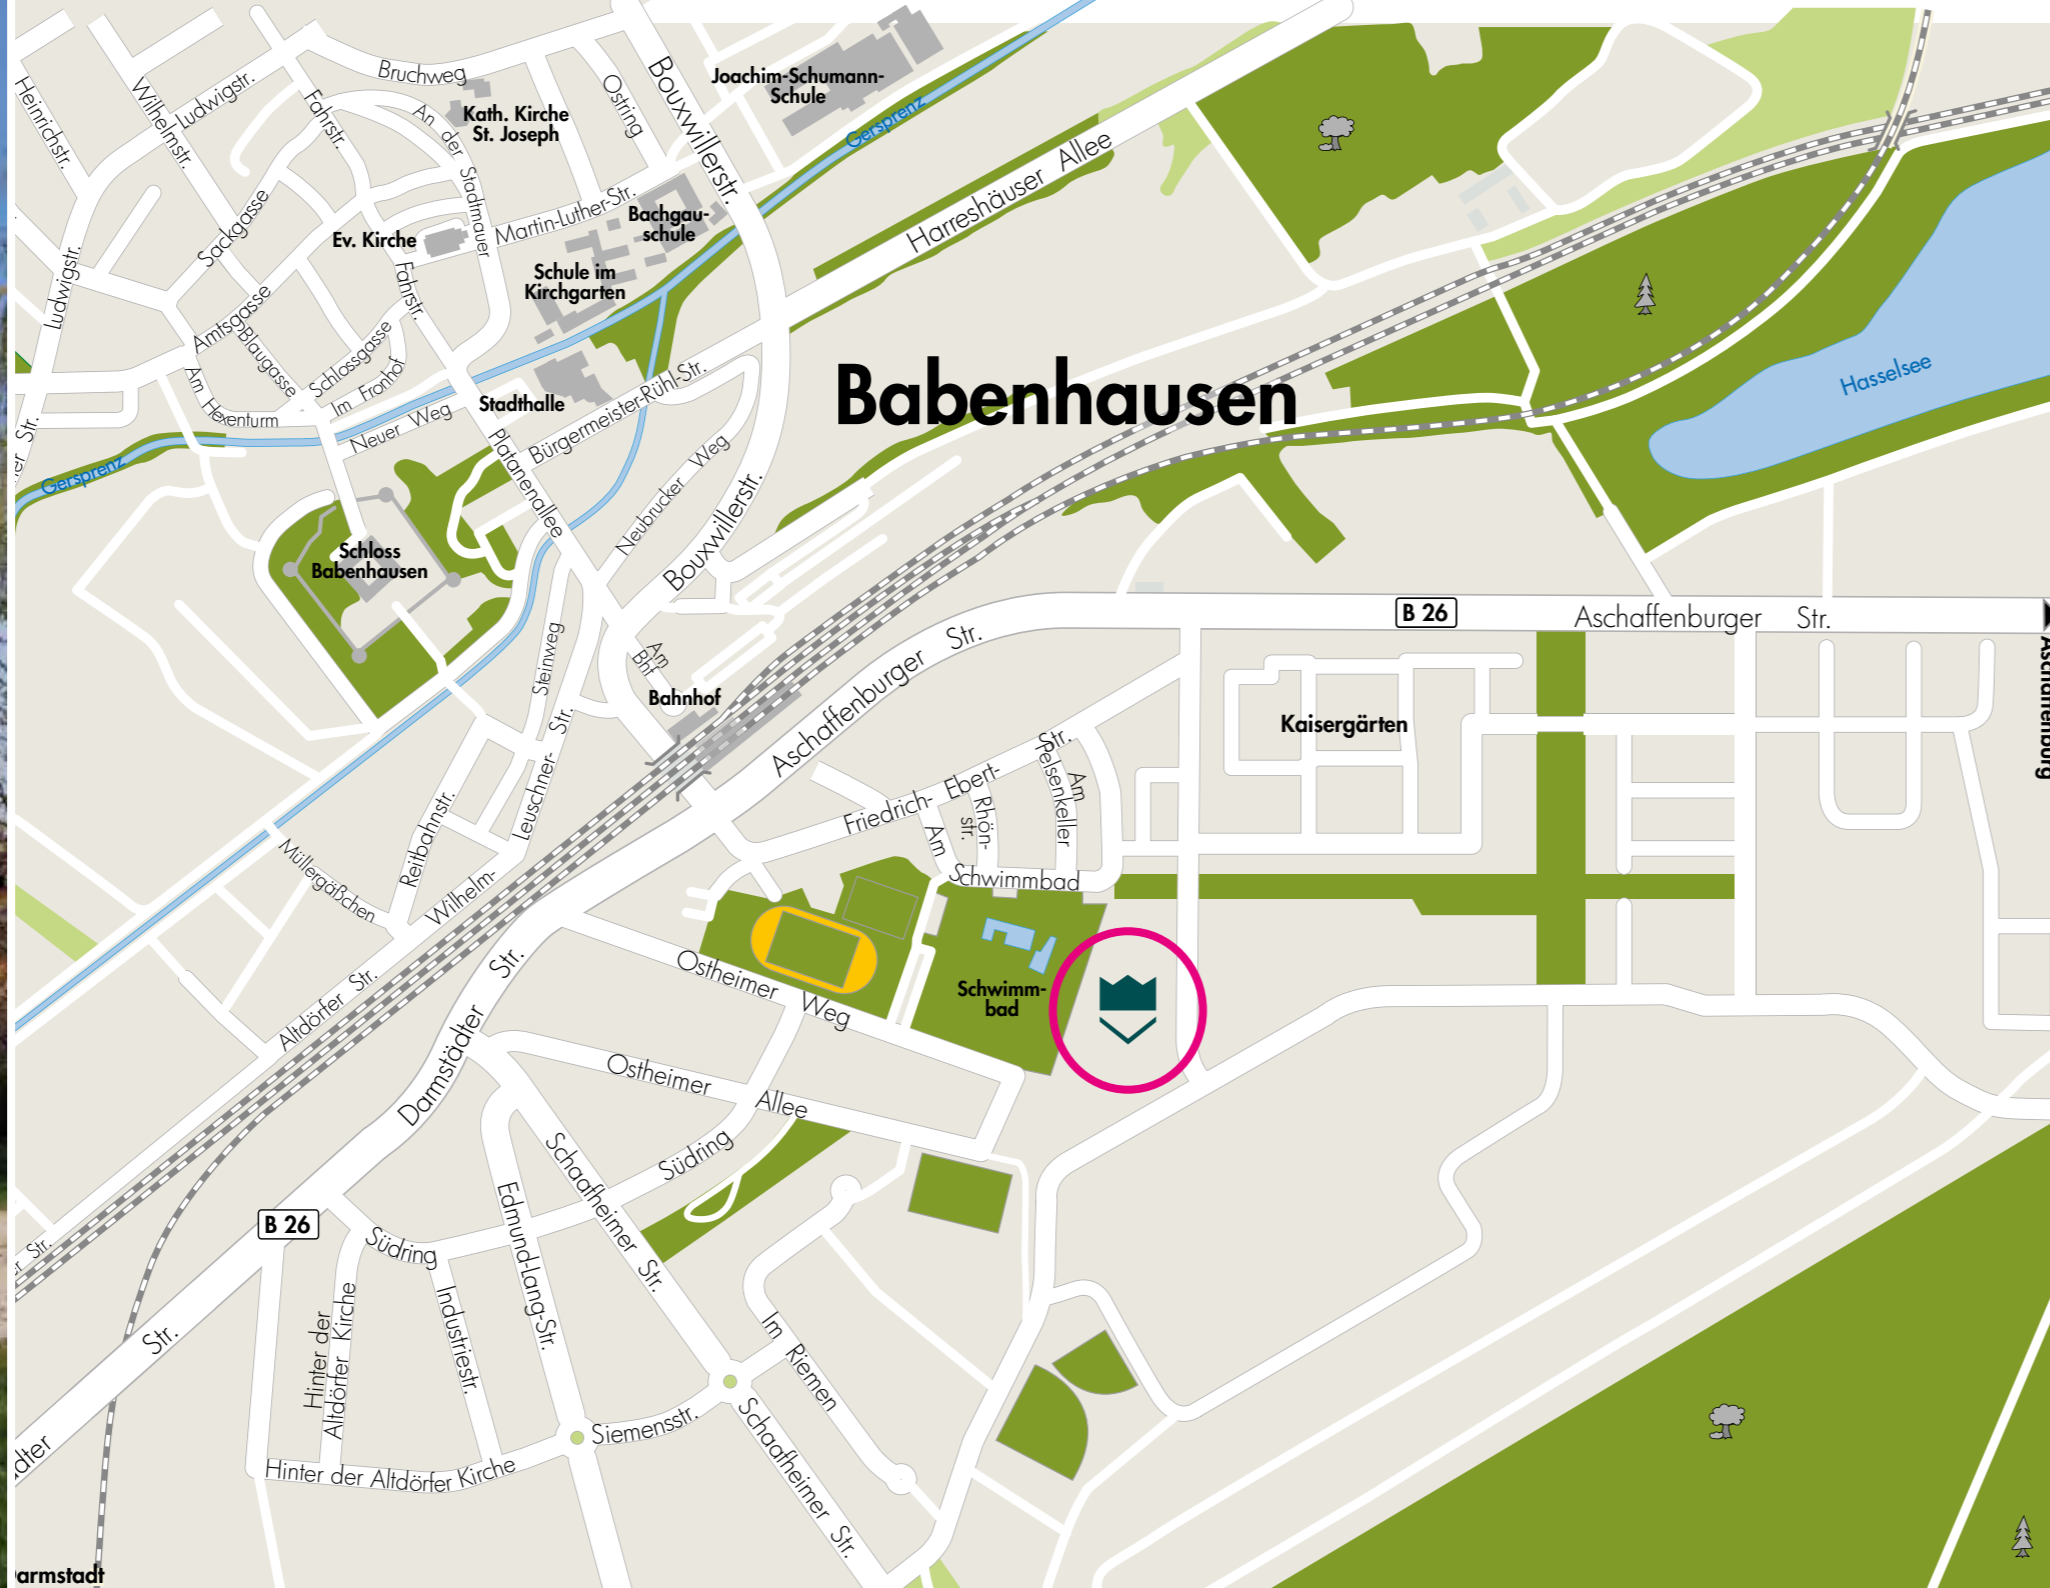 Bruchweg
Joachim-Schumann-
Schule
Kath. Kirche
St. Joseph
Ostring
Bouxwillerstr.
Heinrichstr.
Wilhelmstr.
Ludwigstr.
Fahrstr.
An der Stadtmauer
Gersprenz
Harreshäuser Allee
Martin-Luther-Str.
Bachgau-
schule
Sackgasse
Ev. Kirche
Schule im
Kirchgarten
Ludwigstr.
Fahrstr.
Amtsgasse
Blaugasse
Schlossgasse
Im Fronhof
Am Hexenturm
Neuer Weg
Stadthalle
Bürgermeister-Rühl-Str.
Babenhausen
Hasselsee
Str.
Gersprenz
Platanenallee
Neubrucker Weg
Bouxwillerstr.
Schloss
Babenhausen
Steinweg
Am
Bhf
Bahnhof
Aschaffenburger Str.
B 26
Aschaffenburger Str.
Aschaffenburg
Kaisergärten
Friedrich-Ebert-Str.
Am
Felsenkeller
Rhön-
str.
Am Schwimmbad
Wilhelm-Leuschner-Str.
Reitbahnstr.
Müllergäßchen
Altdörfer Str.
Darmstädter Str.
Ostheimer Weg
Schwimm-
bad
Ostheimer Allee
Südring
Schaafheimer Str.
Edmund-Lang-Str.
B 26
Südring
Str.
Hinter der
Altdörfer Kirche
Industriestr.
Im Riemen
Str.
Siemensstr.
Schaafheimer Str.
Hinter der Altdörfer Kirche